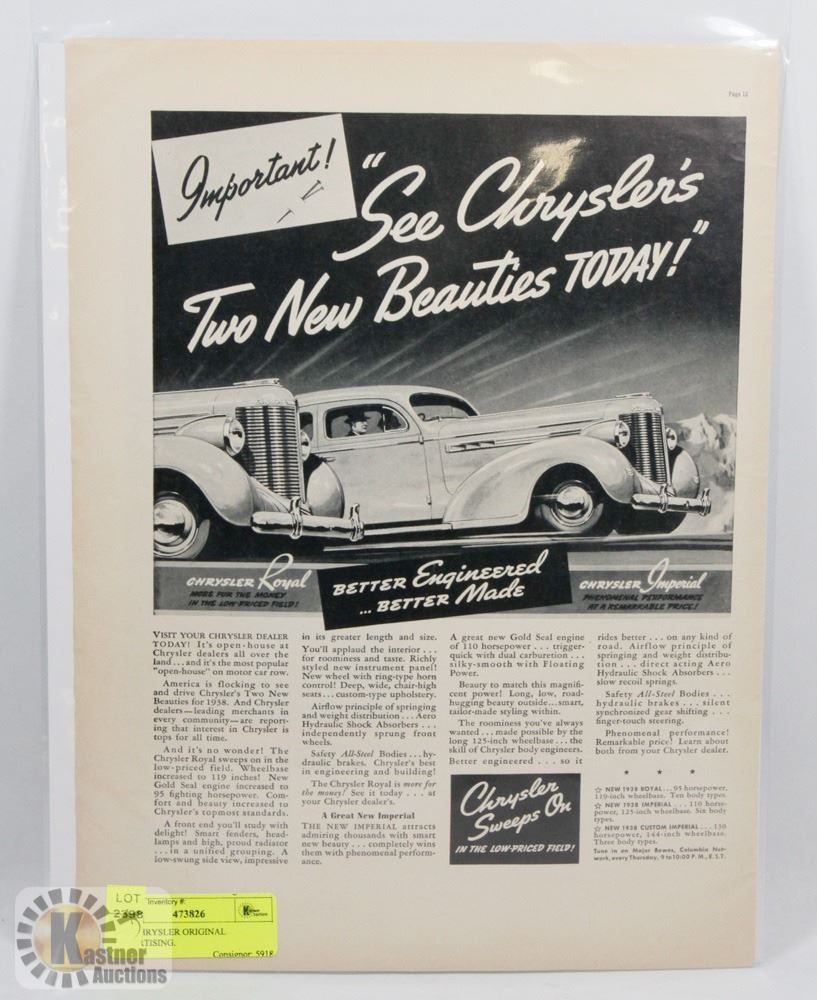 Page 12
Important!
"See Chrysler's
Two New Beauties TODAY!"
CHRYSLER Royal
MORE FOR THE MONEY
IN THE LOW-PRICED FIELD!
BETTER Engineered
... BETTER Made
CHRYSLER Imperial
PHENOMENAL PERFORMANCE
AT A REMARKABLE PRICE!
VISIT YOUR CHRYSLER DEALER
TODAY! It's open-house at
Chrysler dealers all over the
land... and it's the most popular
"open-house" on motor car row.
America is flocking to see
and drive Chrysler's Two New
Beauties for 1938. And Chrysler
dealers—leading merchants in
every community—are report-
ing that interest in Chrysler is
tops for all time.
And it's no wonder! The
Chrysler Royal sweeps on in the
low-priced field. Wheelbase
increased to 119 inches! New
Gold Seal engine increased to
95 fighting horsepower. Com-
fort and beauty increased to
Chrysler's topmost standards.
A front end you'll study with
delight! Smart fenders, head-
lamps and high, proud radiator
... in a unified grouping. A
low-swung side view, impressive
in its greater length and size.
You'll applaud the interior ...
for roominess and taste. Richly
styled new instrument panel!
New wheel with ring-type horn
control! Deep, wide, chair-high
seats... custom-type upholstery.
Airflow principle of springing
and weight distribution... Aero
Hydraulic Shock Absorbers ...
independently sprung front
wheels.
Safety All-Steel Bodies...hy-
draulic brakes. Chrysler's best
in engineering and building!
The Chrysler Royal is more for
the money! See it today . . . at
your Chrysler dealer's.
A Great New Imperial
THE NEW IMPERIAL attracts
admiring thousands with smart
new beauty . . . completely wins
them with phenomenal perform-
ance.
A great new Gold Seal engine
of 110 horsepower . . . trigger-
quick with dual carburetion . . .
silky-smooth with Floating
Power.
Beauty to match this magnifi-
cent power! Long, low, road-
hugging beauty outside...smart,
tailor-made styling within.
The roominess you've always
wanted . . . made possible by the
long 125-inch wheelbase . . . the
skill of Chrysler body engineers.
Better engineered . . . so it
rides better . . . on any kind of
road. Airflow principle of
springing and weight distribu-
tion . . . direct acting Aero
Hydraulic Shock Absorbers . . .
slow recoil springs.
Safety All-Steel Bodies . . .
hydraulic brakes . . . silent
synchronized gear shifting . . .
finger-touch steering.
Phenomenal performance!
Remarkable price! Learn about
both from your Chrysler dealer.
* * *
☆ NEW 1938 ROYAL... 95 horsepower,
119-inch wheelbase. Ten body types.
☆ NEW 1938 IMPERIAL . . . 110 horse-
power, 125-inch wheelbase. Six body
types.
☆ NEW 1938 CUSTOM IMPERIAL . . . 130
horsepower, 144-inch wheelbase.
Three body types.
Tune in on Major Bowes, Columbia Net-
work, every Thursday, 9 to 10:00 P.M., E.S.T.
Chrysler
Sweeps On
IN THE LOW-PRICED FIELD!
LOT
2398
Inventory #:
473826
HRYSLER ORIGINAL
RTISING.
Consignor: 5918
Kastner
Auctions